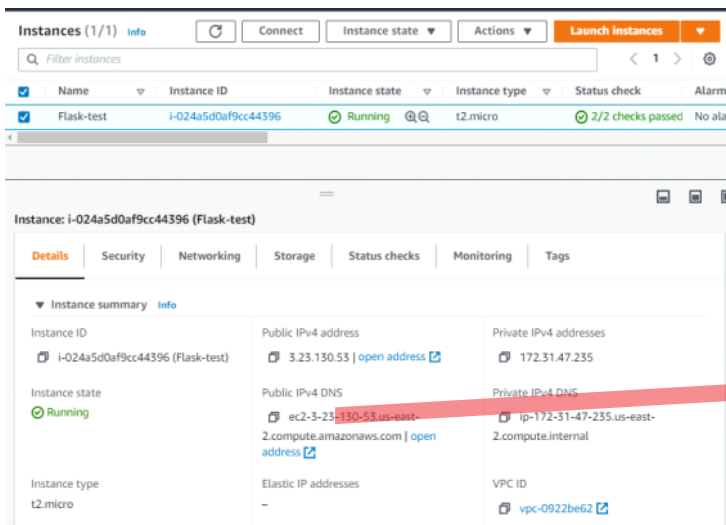 Instances (1/1) Info
Connect
Instance state
Actions
Launch instances
Filter instances
1
Name
Instance ID
Instance state
Instance type
Status check
Alarm
Flask-test
i-024a5d0af9cc44396
Running
t2.micro
2/2 checks passed
No ala
Instance: i-024a5d0af9cc44396 (Flask-test)
Details
Security
Networking
Storage
Status checks
Monitoring
Tags
Instance summary Info
Instance ID
i-024a5d0af9cc44396 (Flask-test)
Public IPv4 address
3.23.130.53 | open address
Private IPv4 addresses
172.31.47.235
Instance state
Running
Public IPv4 DNS
ec2-3-23-130-53.us-east-
2.compute.amazonaws.com | open
address
Private IPv4 DNS
ip-172-31-47-235.us-east-
2.compute.internal
Instance type
t2.micro
Elastic IP addresses
–
VPC ID
vpc-0922be62